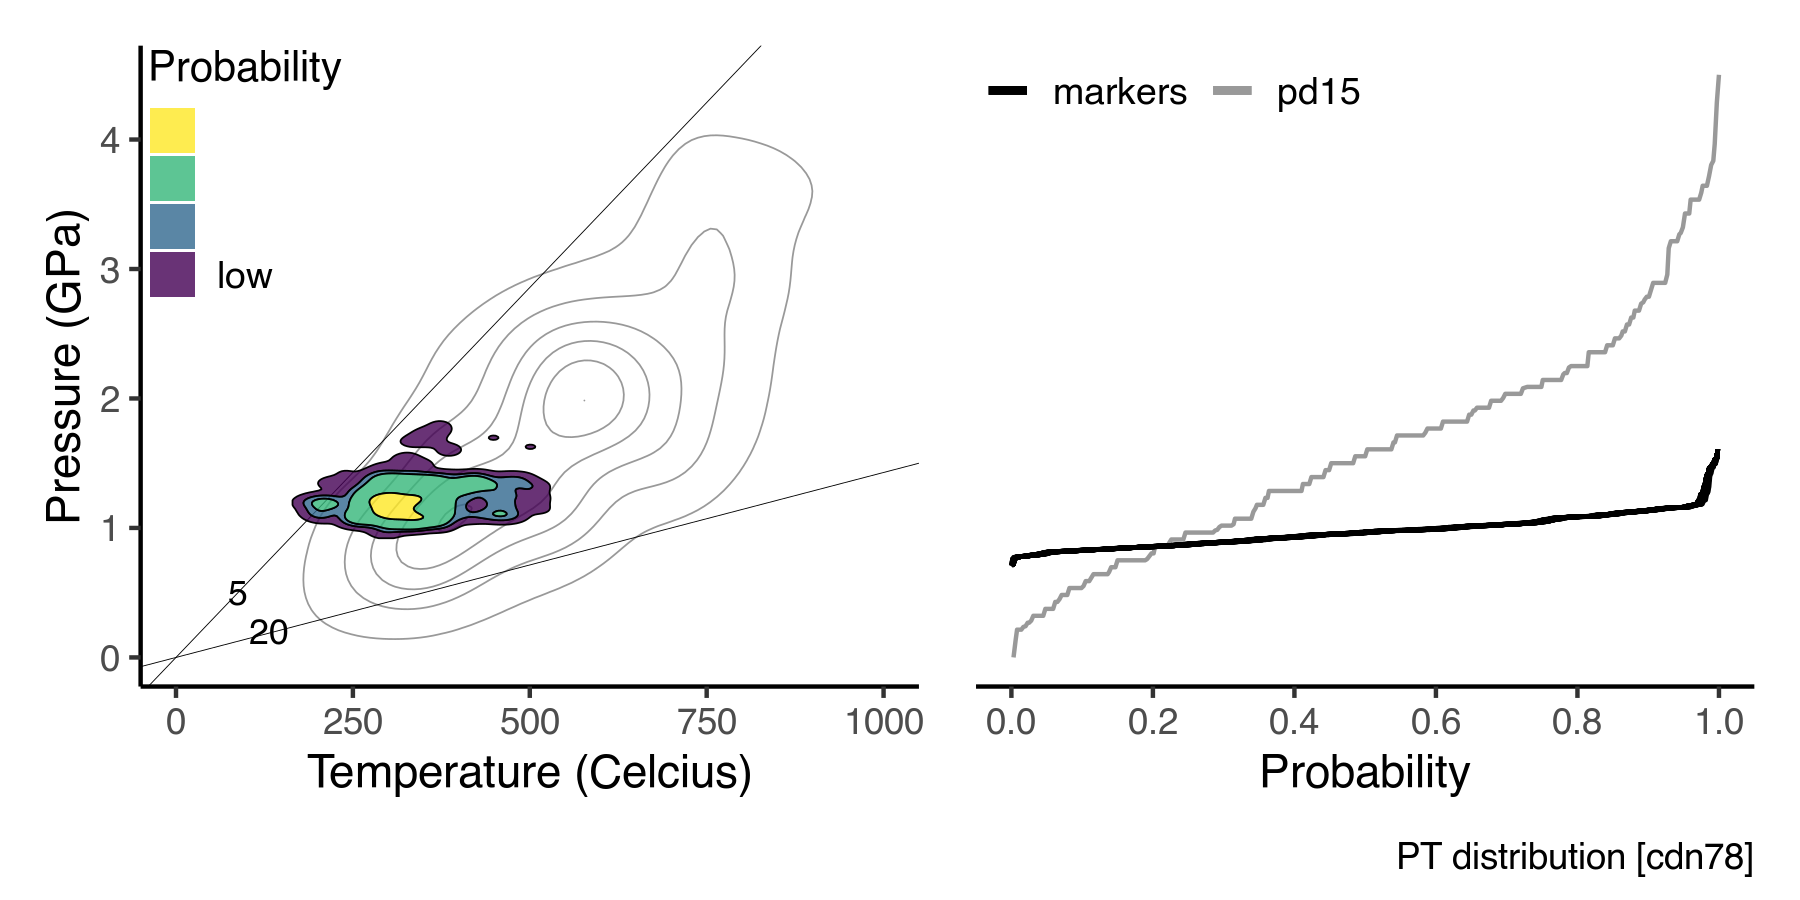 Probability
low
5
20
4
3
2
1
0
Pressure (GPa)
0 250 500 750 1000
Temperature (Celcius)
markers pd15
0.0 0.2 0.4 0.6 0.8 1.0
Probability
PT distribution [cdn78]